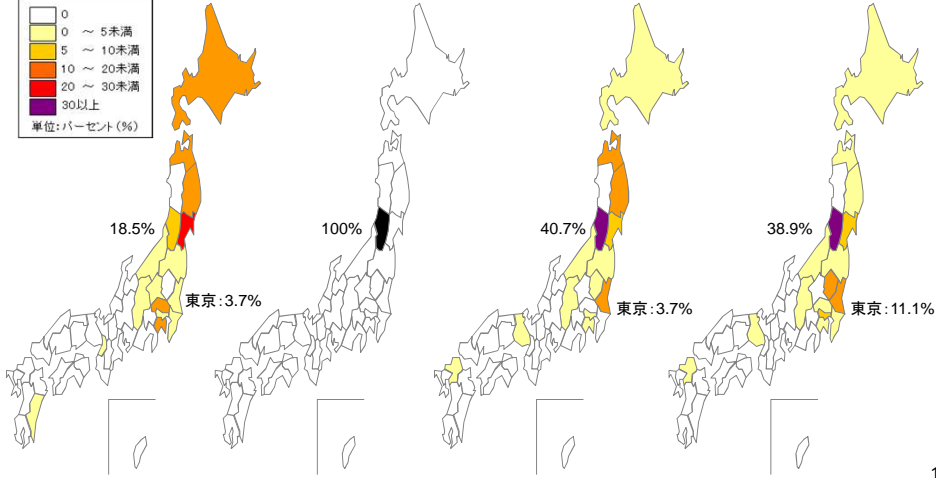 0
0 ～ 5未満
5 ～ 10未満
10 ～ 20未満
20 ～ 30未満
30以上
単位:パーセント(%)
18.5%
100%
40.7%
38.9%
東京:3.7%
東京:3.7%
東京:11.1%
1